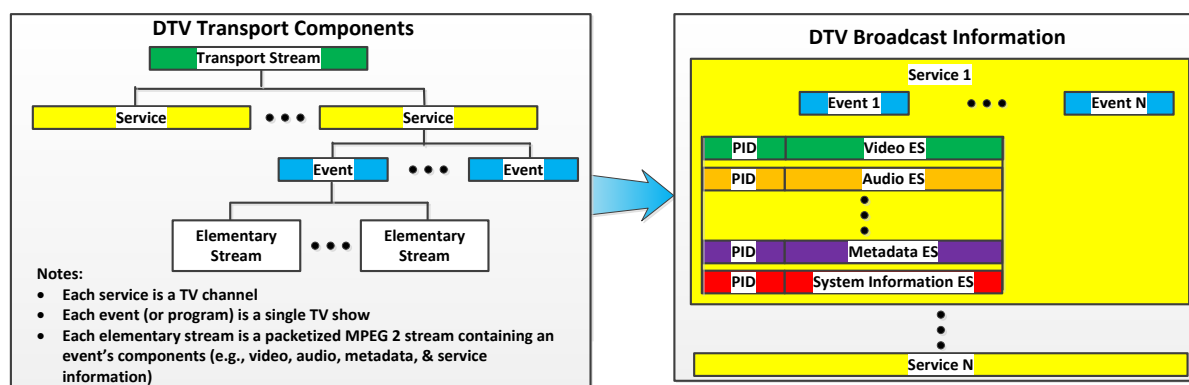 DTV Transport Components
Transport Stream
Service
Service
Event
Event
Elementary
Stream
Elementary
Stream
Notes:
• Each service is a TV channel
• Each event (or program) is a single TV show
• Each elementary stream is a packetized MPEG 2 stream containing an
event's components (e.g., video, audio, metadata, & service
information)
DTV Broadcast Information
Service 1
Event 1
Event N
PID Video ES
PID Audio ES
PID Metadata ES
PID System Information ES
Service N